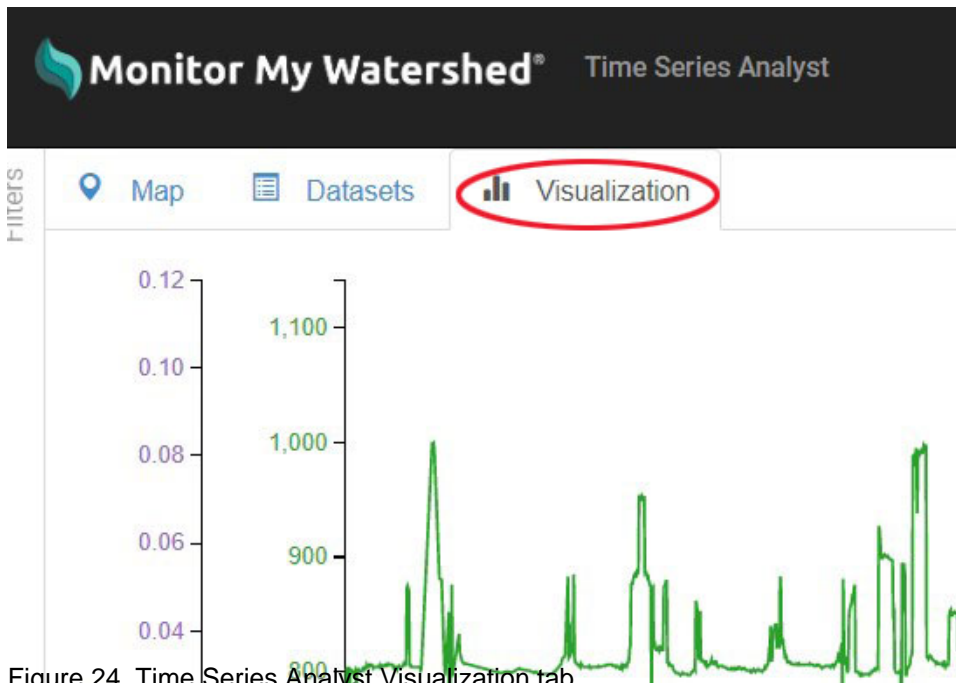 Monitor My Watershed® Time Series Analyst
Filters
Map Datasets Visualization
0.12
1,100
0.10
0.08 1,000
0.06
900
0.04
800
Figure 24. Time Series Analyst Visualization tab